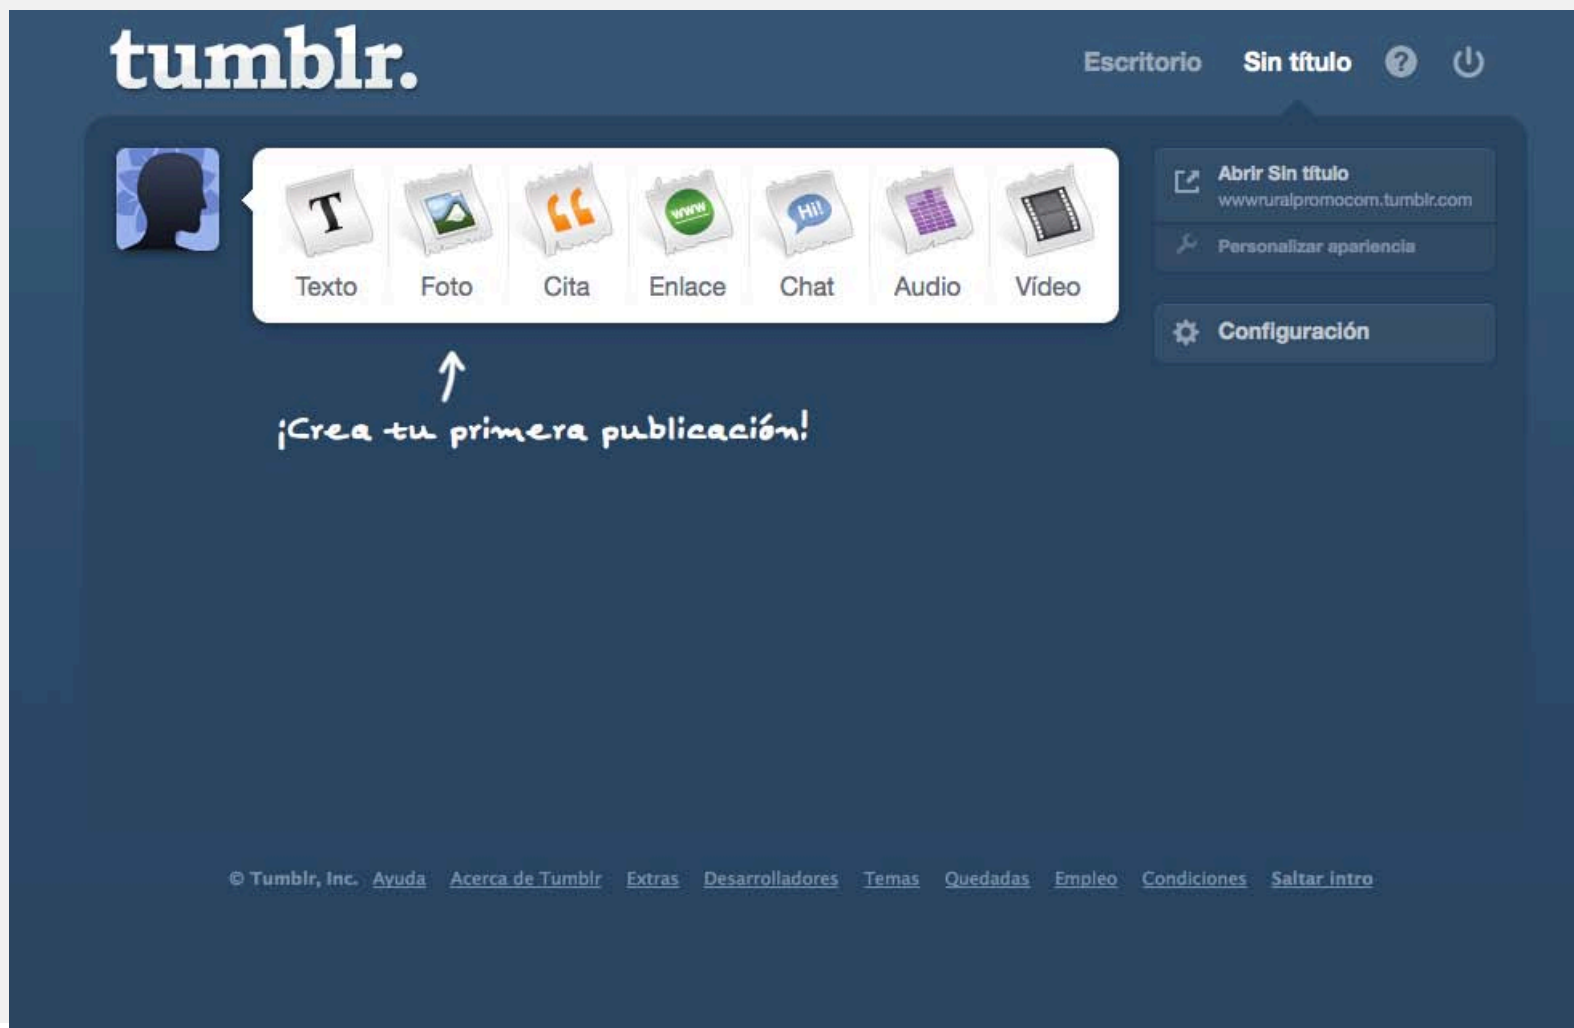 tumblr.
Escritorio Sin título ?
T
www
Hi!
Texto Foto Cita Enlace Chat Audio Vídeo
Abrir Sin título
wwwruralpromocom.tumblr.com
Personalizar apariencia
Configuración
¡Crea tu primera publicación!
© Tumblr, Inc. Ayuda Acerca de Tumblr Extras Desarrolladores Temas Quedadas Empleo Condiciones Saltar intro